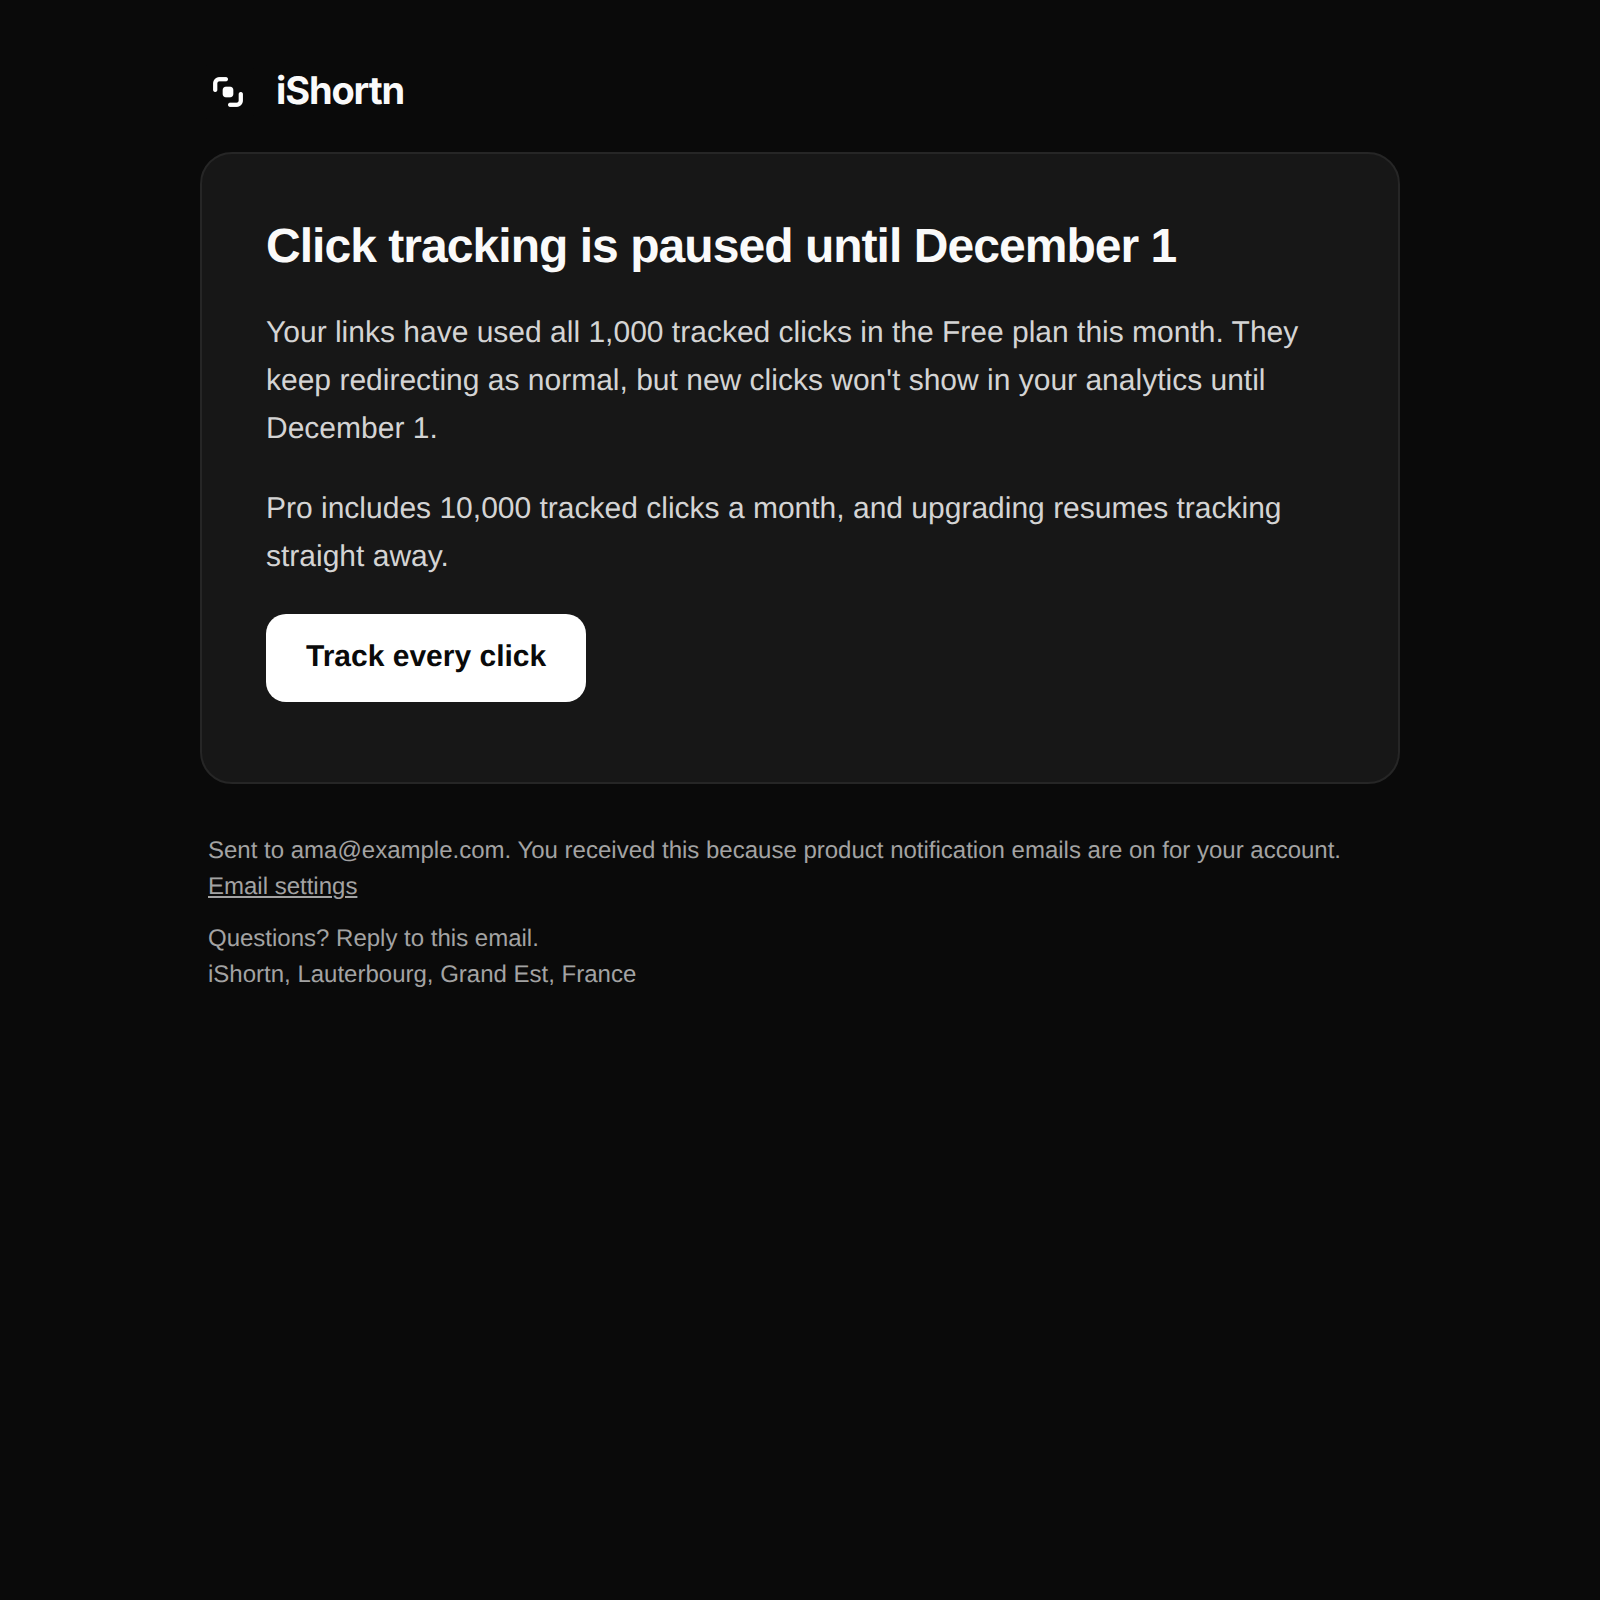 iShortn
Click tracking is paused until December 1
Your links have used all 1,000 tracked clicks in the Free plan this month. They
keep redirecting as normal, but new clicks won't show in your analytics until
December 1.
Pro includes 10,000 tracked clicks a month, and upgrading resumes tracking
straight away.
Track every click
Sent to ama@example.com. You received this because product notification emails are on for your account.
Email settings
Questions? Reply to this email.
iShortn, Lauterbourg, Grand Est, France